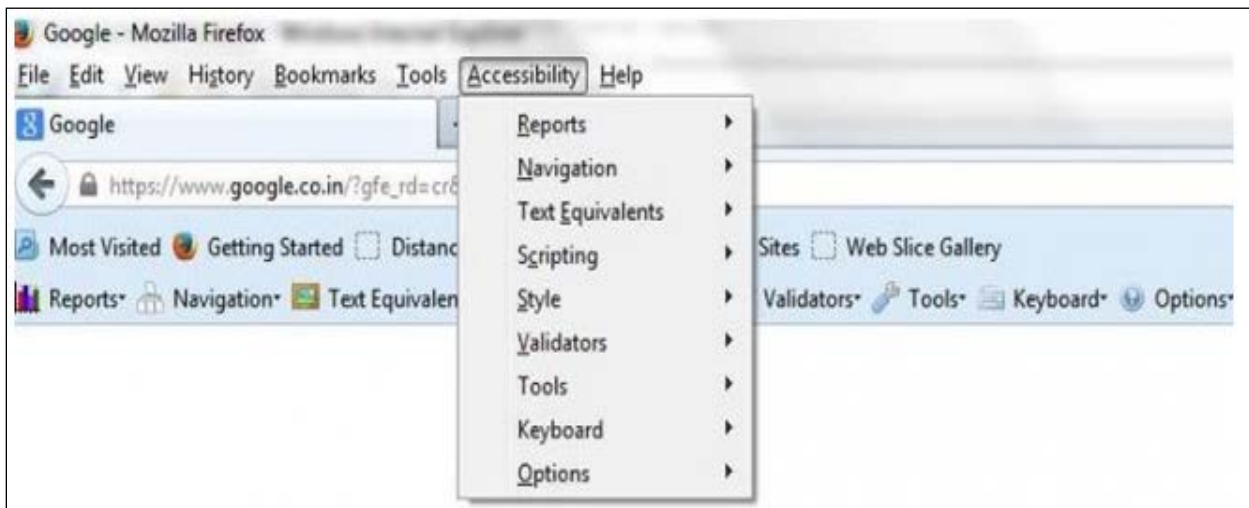 Google - Mozilla Firefox
File Edit View History Bookmarks Tools Accessibility Help
Google
https://www.google.co.in/?gfe_rd=cr&
Most Visited Getting Started Distanc Sites Web Slice Gallery
Reports Navigation Text Equivalen Validators Tools Keyboard Options
Reports
Navigation
Text Equivalents
Scripting
Style
Validators
Tools
Keyboard
Options